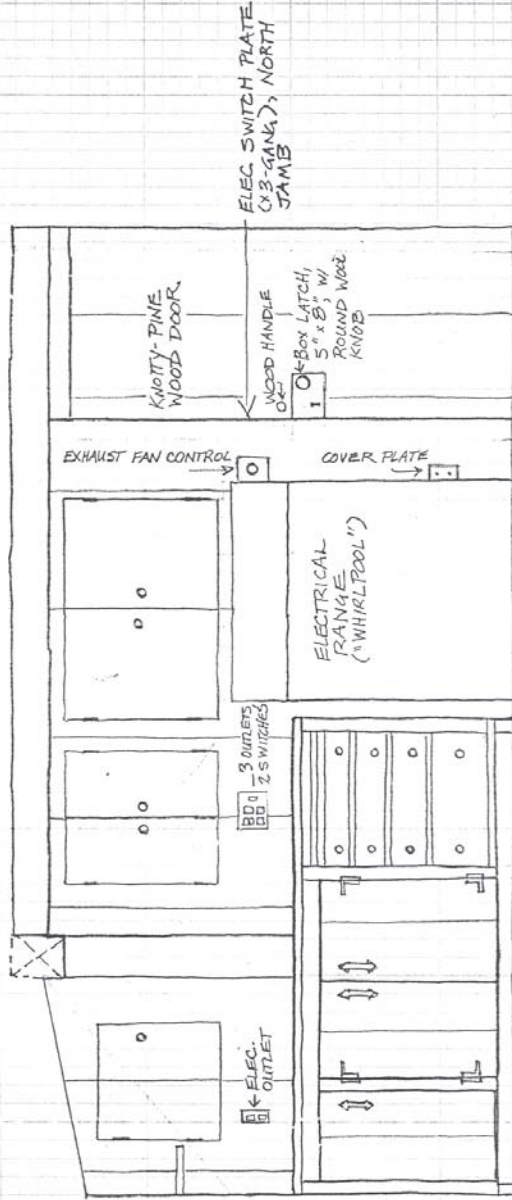 ELEC. SWITCH PLATE
(x3-GANG), NORTH
JAMB
KNOTTY-PINE
WOOD DOOR.
WOOD HANDLE
BOX LATCH,
5" x 8", W/
ROUND WOOD
KNOB
EXHAUST FAN CONTROL
COVER PLATE
ELECTRICAL
RANGE
("WHIRLPOOL")
3 OUTLETS
2 SWITCHES
ELEC.
OUTLET